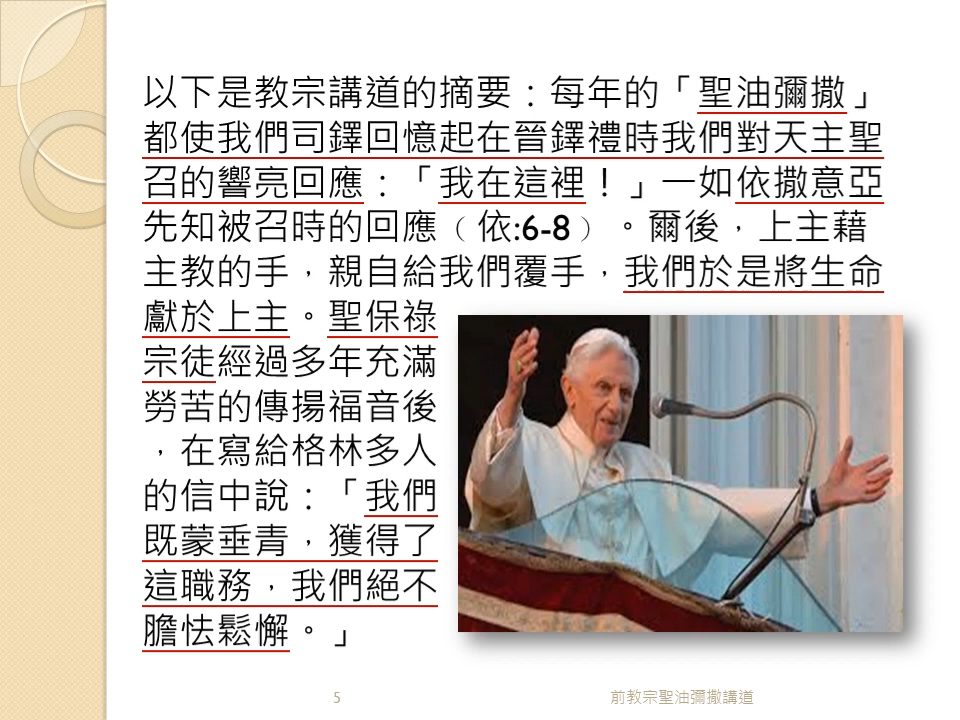 以下是教宗講道的摘要：每年的「聖油彌撒」
都使我們司鐸回憶起在晉鐸禮時我們對天主聖
召的響亮回應：「我在這裡！」一如依撒意亞
先知被召時的回應﹙依:6-8﹚。爾後，上主藉
主教的手，親自給我們覆手，我們於是將生命
獻於上主。聖保祿
宗徒經過多年充滿
勞苦的傳揚福音後
，在寫給格林多人
的信中說：「我們
既蒙垂青，獲得了
這職務，我們絕不
膽怯鬆懈。」
5
前教宗聖油彌撒講道